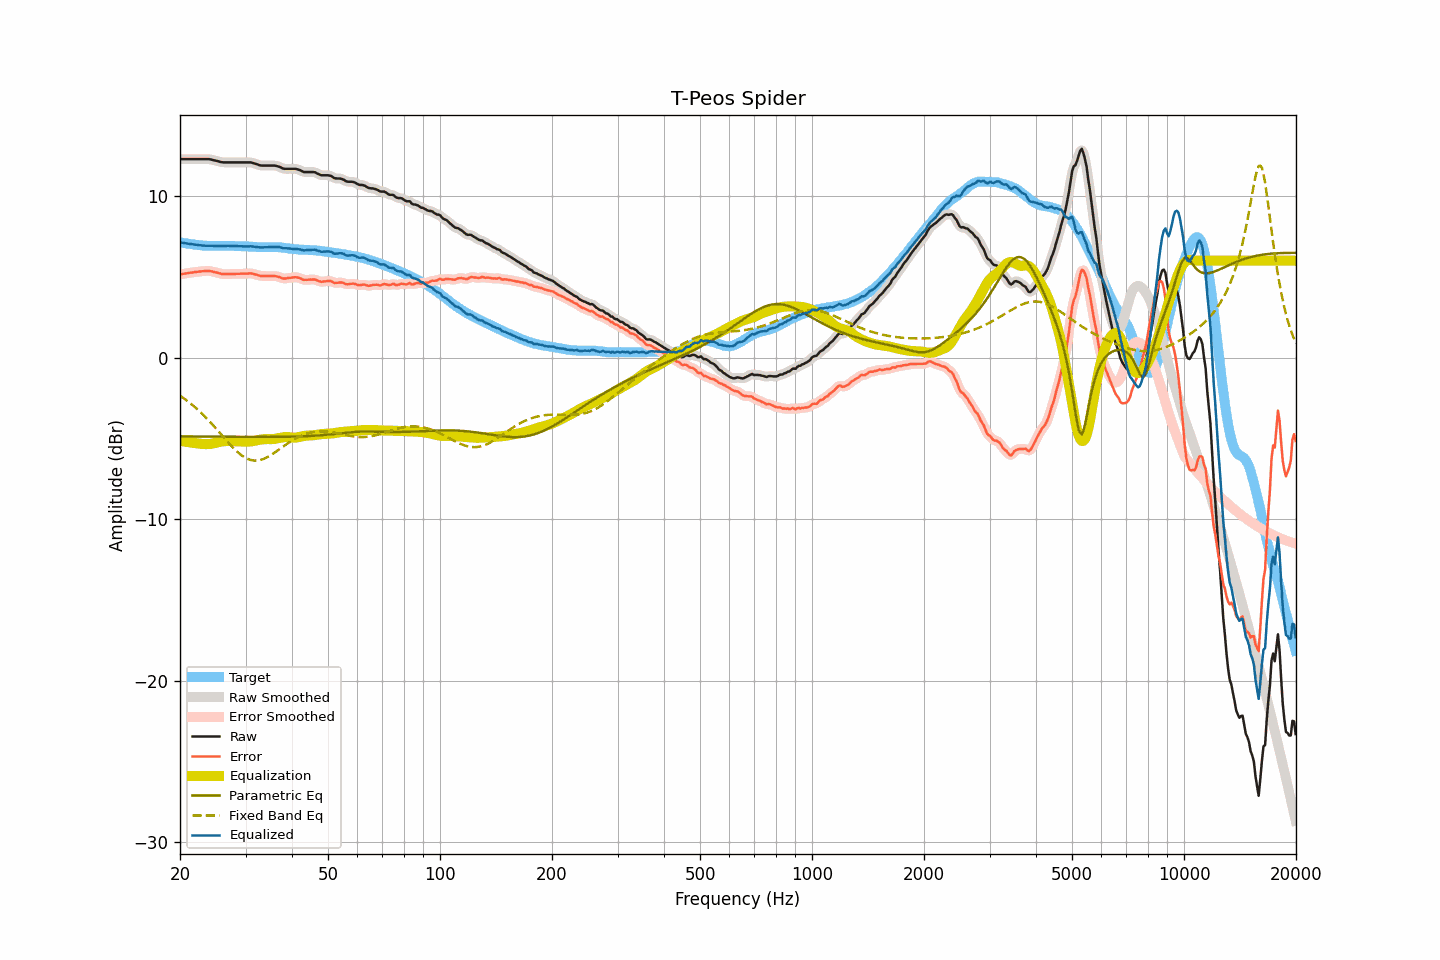 T-Peos Spider
Amplitude (dBr)
10
0
−10
−20
−30
Target
Raw Smoothed
Error Smoothed
Raw
Error
Equalization
Parametric Eq
Fixed Band Eq
Equalized
20 50 100 200 500 1000 2000 5000 10000 20000
Frequency (Hz)